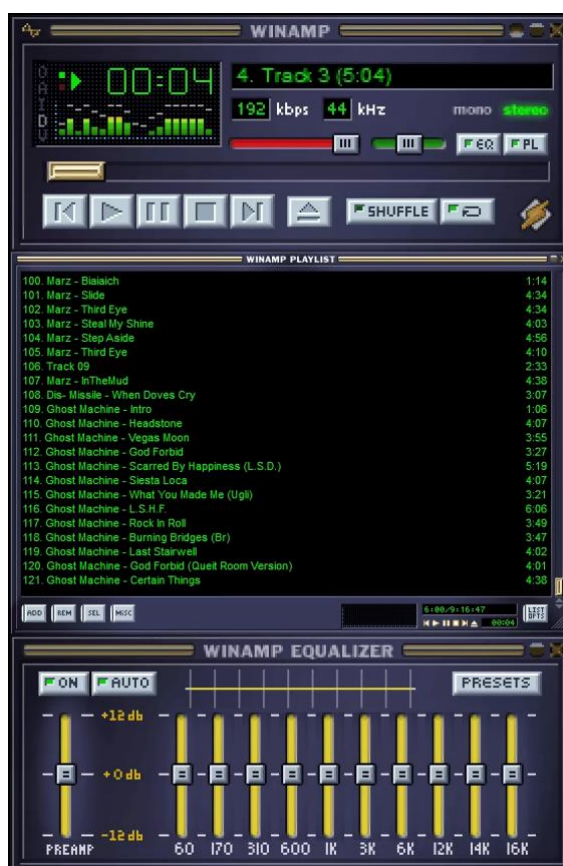 WINAMP
O
A
I
D
V
00:04
4. Track 3 (5:04)
192 kbps 44 kHz mono stereo
EQ PL
SHUFFLE
WINAMP PLAYLIST
100. Marz - Biaiaich 1:14
101. Marz - Slide 4:34
102. Marz - Third Eye 4:34
103. Marz - Steal My Shine 4:03
104. Marz - Step Aside 4:56
105. Marz - Third Eye 4:10
106. Track 09 2:33
107. Marz - InTheMud 4:38
108. Dis- Missile - When Doves Cry 3:07
109. Ghost Machine - Intro 1:06
110. Ghost Machine - Headstone 4:07
111. Ghost Machine - Vegas Moon 3:55
112. Ghost Machine - God Forbid 3:27
113. Ghost Machine - Scarred By Happiness (L.S.D.) 5:19
114. Ghost Machine - Siesta Loca 4:07
115. Ghost Machine - What You Made Me (Ugli) 3:21
116. Ghost Machine - L.S.H.F. 6:06
117. Ghost Machine - Rock In Roll 3:49
118. Ghost Machine - Burning Bridges (Br) 3:47
119. Ghost Machine - Last Stairwell 4:02
120. Ghost Machine - God Forbid (Queit Room Version) 4:01
121. Ghost Machine - Certain Things 4:38
ADD REM SEL MISC 5:00/9:16:47 LIST OPTS
00:04
WINAMP EQUALIZER
ON AUTO PRESETS
+12 db
+0 db
-12 db
PREAMP 60 170 310 600 1K 3K 6K 12K 14K 16K